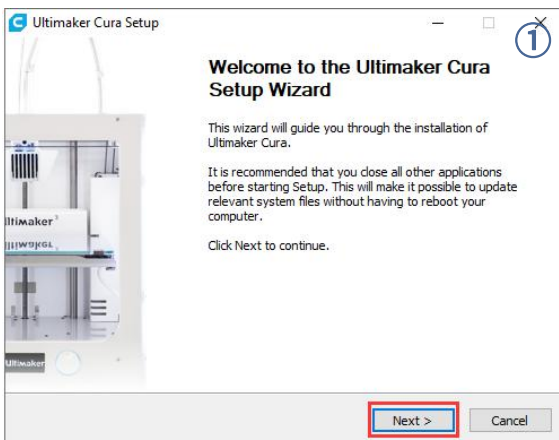 Ultimaker Cura Setup
①
Welcome to the Ultimaker Cura
Setup Wizard
This wizard will guide you through the installation of
Ultimaker Cura.
It is recommended that you close all other applications
before starting Setup. This will make it possible to update
relevant system files without having to reboot your
computer.
Click Next to continue.
Ultimaker³
Ultimaker
Next >
Cancel